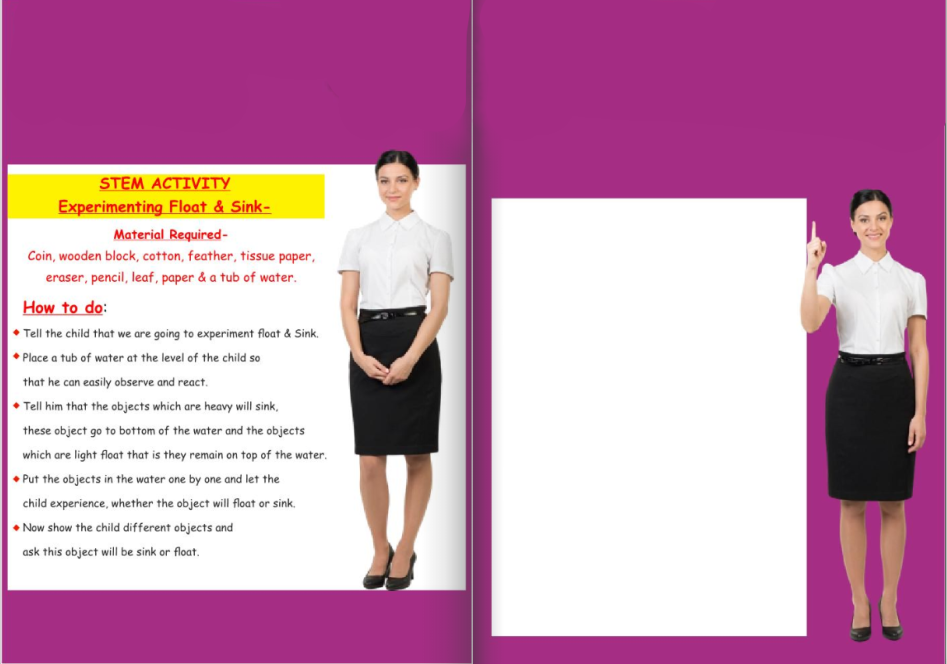 STEM ACTIVITY
Experimenting Float & Sink-
Material Required-
Coin, wooden block, cotton, feather, tissue paper,
eraser, pencil, leaf, paper & a tub of water.
How to do:
Tell the child that we are going to experiment float & Sink.
Place a tub of water at the level of the child so
that he can easily observe and react.
Tell him that the objects which are heavy will sink,
these object go to bottom of the water and the objects
which are light float that is they remain on top of the water.
Put the objects in the water one by one and let the
child experience, whether the object will float or sink.
Now show the child different objects and
ask this object will be sink or float.